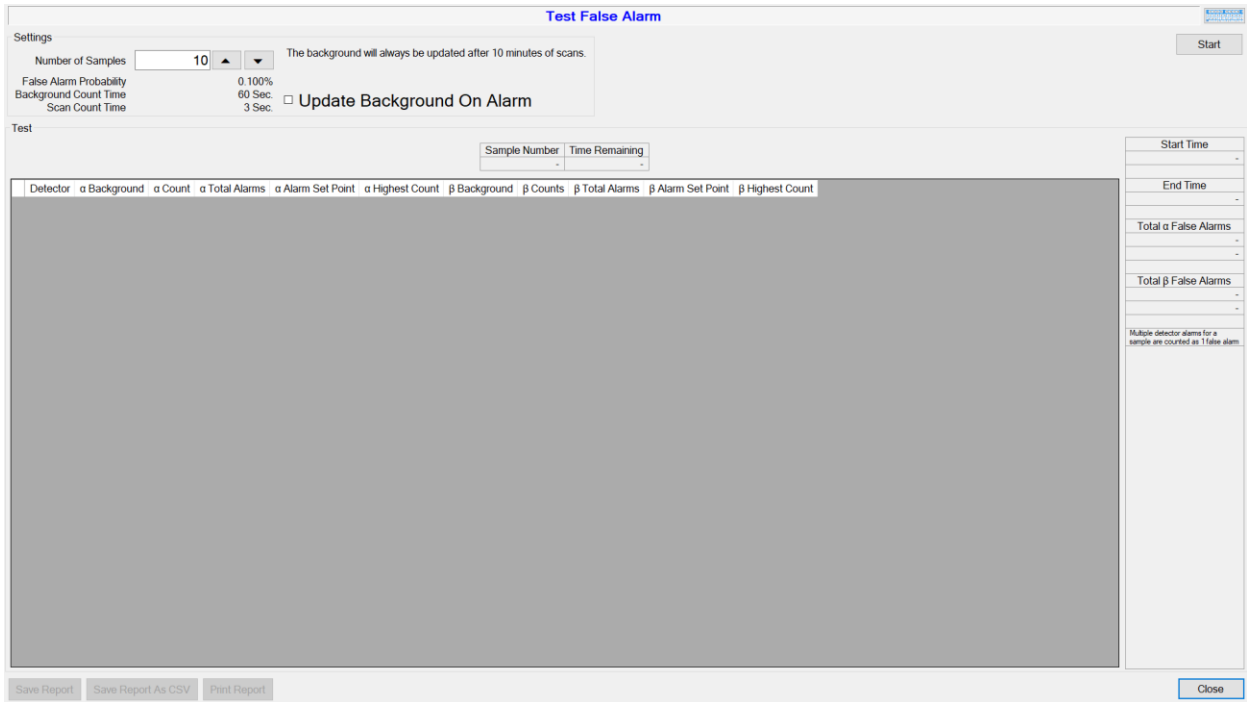 Test False Alarm
Settings
Number of Samples 10
The background will always be updated after 10 minutes of scans.
Start
False Alarm Probability 0.100%
Background Count Time 60 Sec.
Scan Count Time 3 Sec.
Update Background On Alarm
Test
Sample Number Time Remaining
- -
Detector α Background α Count α Total Alarms α Alarm Set Point α Highest Count β Background β Counts β Total Alarms β Alarm Set Point β Highest Count
Start Time
-
End Time
-
Total α False Alarms
-
-
Total β False Alarms
-
-
Multiple detector alarms for a
sample are counted as 1 false alarm
Save Report Save Report As CSV Print Report Close